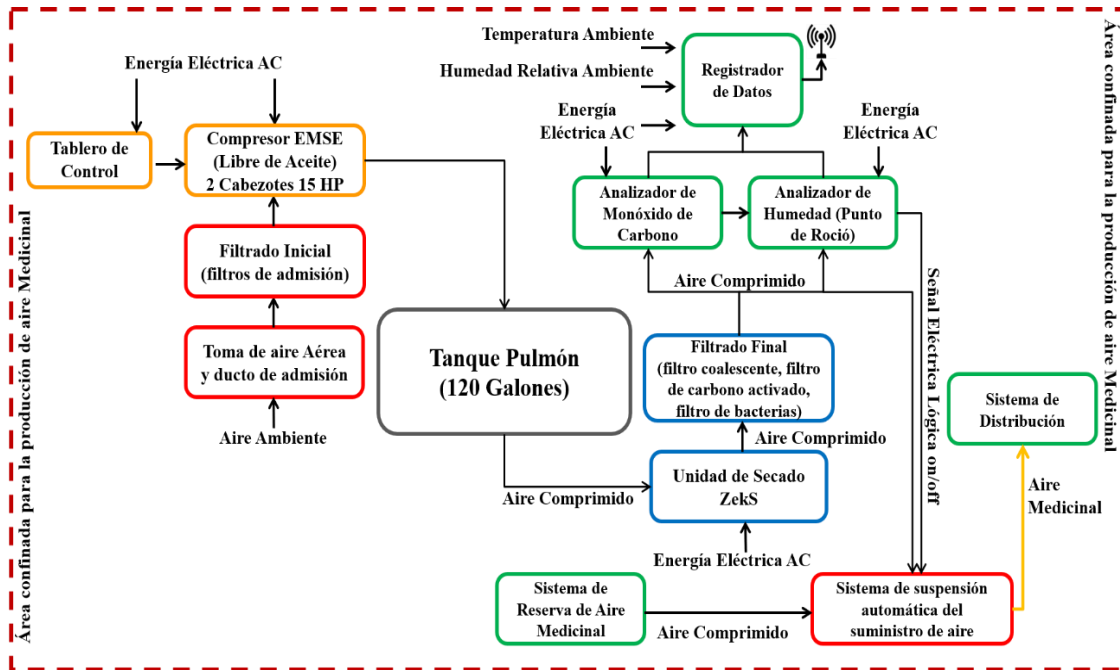 Área confinada para la producción de aire Medicinal
Energía Eléctrica AC
Tablero de
Control
Compresor EMSE
(Libre de Aceite)
2 Cabezotes 15 HP
Filtrado Inicial
(filtros de admisión)
Toma de aire Aérea
y ducto de admisión
Aire Ambiente
Tanque Pulmón
(120 Galones)
Aire Comprimido
Temperatura Ambiente
Humedad Relativa Ambiente
Energía
Eléctrica AC
Registrador
de Datos
Energía
Eléctrica AC
Analizador de
Monóxido de
Carbono
Analizador de
Humedad (Punto
de Roció)
Aire Comprimido
Filtrado Final
(filtro coalescente, filtro
de carbono activado,
filtro de bacterias)
Aire Comprimido
Unidad de Secado
ZekS
Energía Eléctrica AC
Señal Eléctrica Lógica on/off
Sistema de
Distribución
Aire
Medicinal
Sistema de
Reserva de Aire
Medicinal
Aire Comprimido
Sistema de suspensión
automática del
suministro de aire
Área confinada para la producción de aire Medicinal